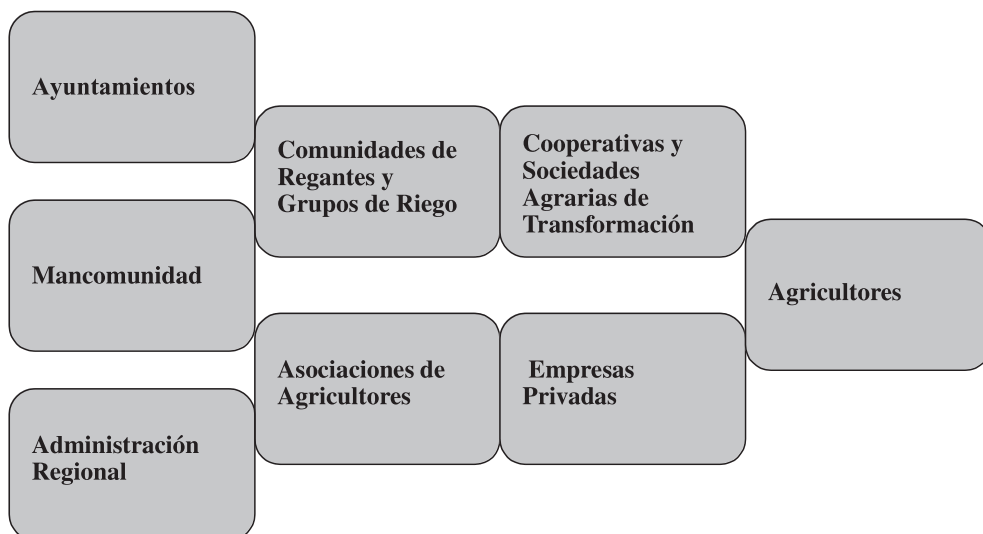 Ayuntamientos
Mancomunidad
Administración
Regional
Comunidades de
Regantes y
Grupos de Riego
Asociaciones de
Agricultores
Cooperativas y
Sociedades
Agrarias de
Transformación
Empresas
Privadas
Agricultores